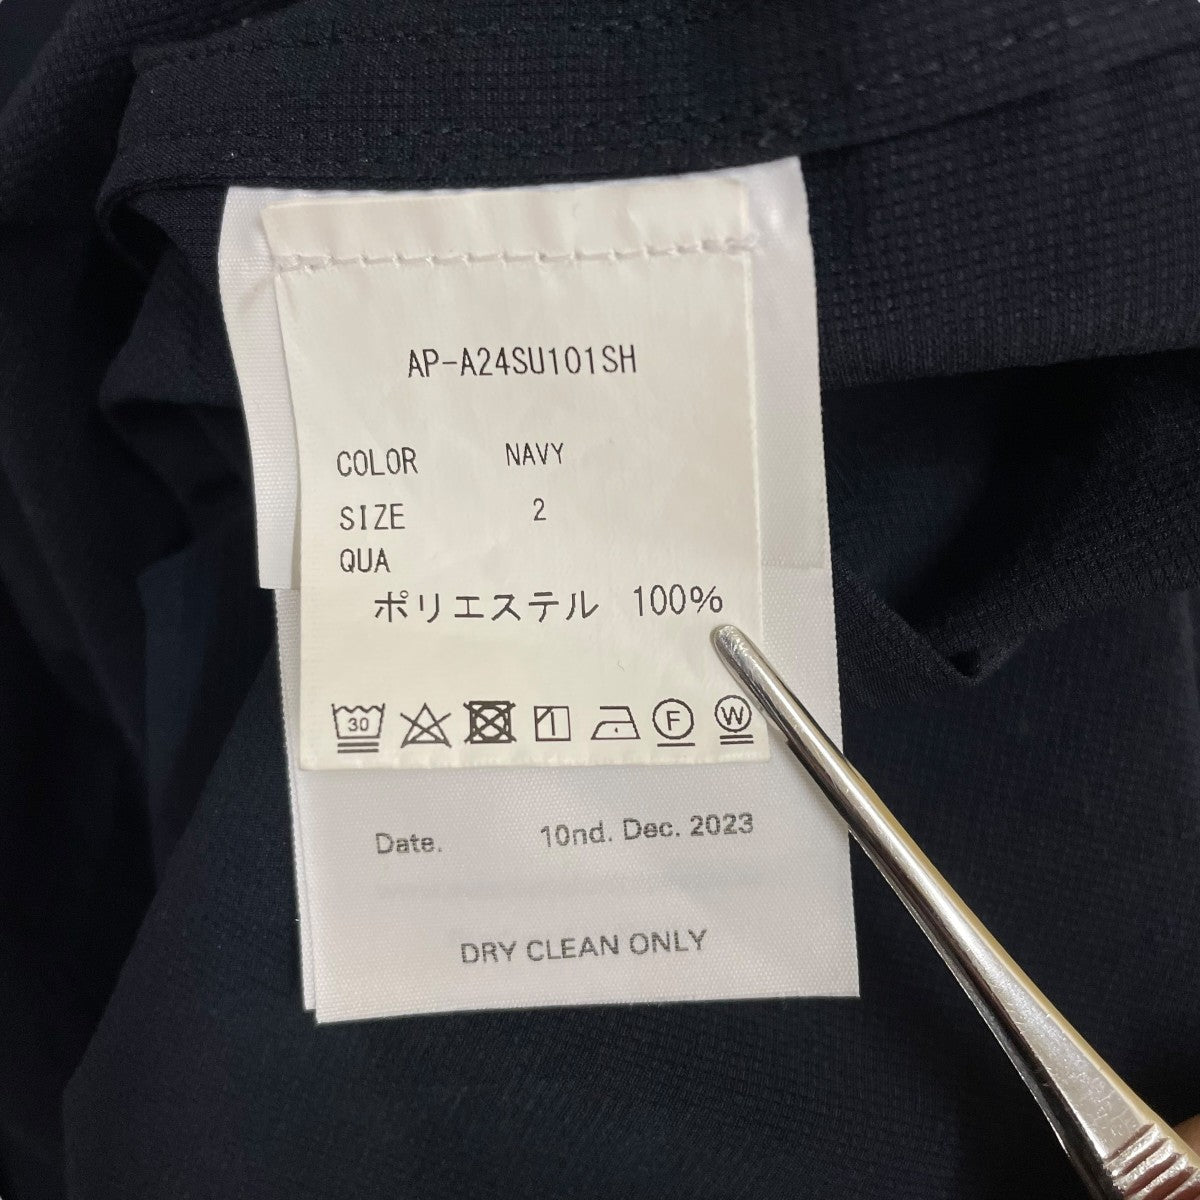 AP-A24SU101SH
COLOR NAVY
SIZE 2
QUA
ポリエステル 100%
30 F W
Date. 10nd. Dec. 2023
DRY CLEAN ONLY